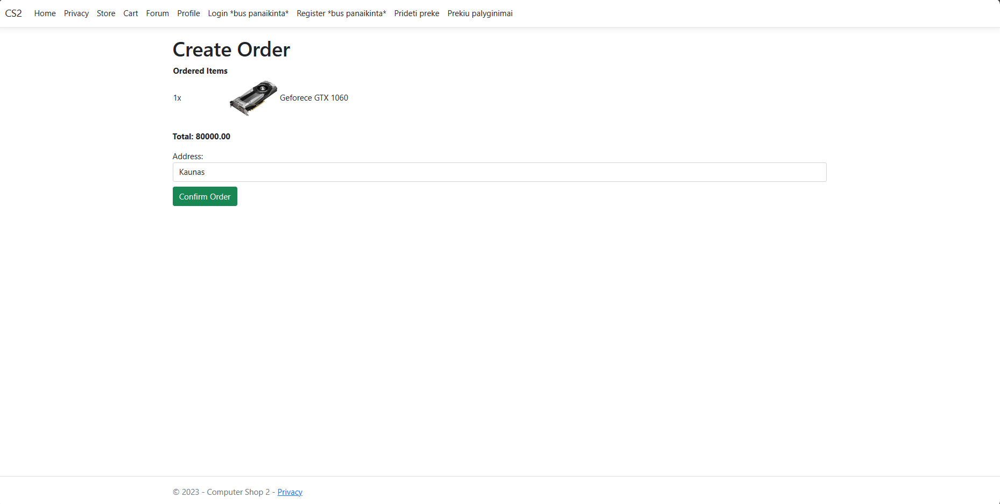 CS2 Home Privacy Store Cart Forum Profile Login *bus panaikinta* Register *bus panaikinta* Prideti preke Prekiu palyginimai
Create Order
Ordered Items
1x Geforece GTX 1060
Total: 80000.00
Address:
Kaunas
Confirm Order
© 2023 - Computer Shop 2 - Privacy